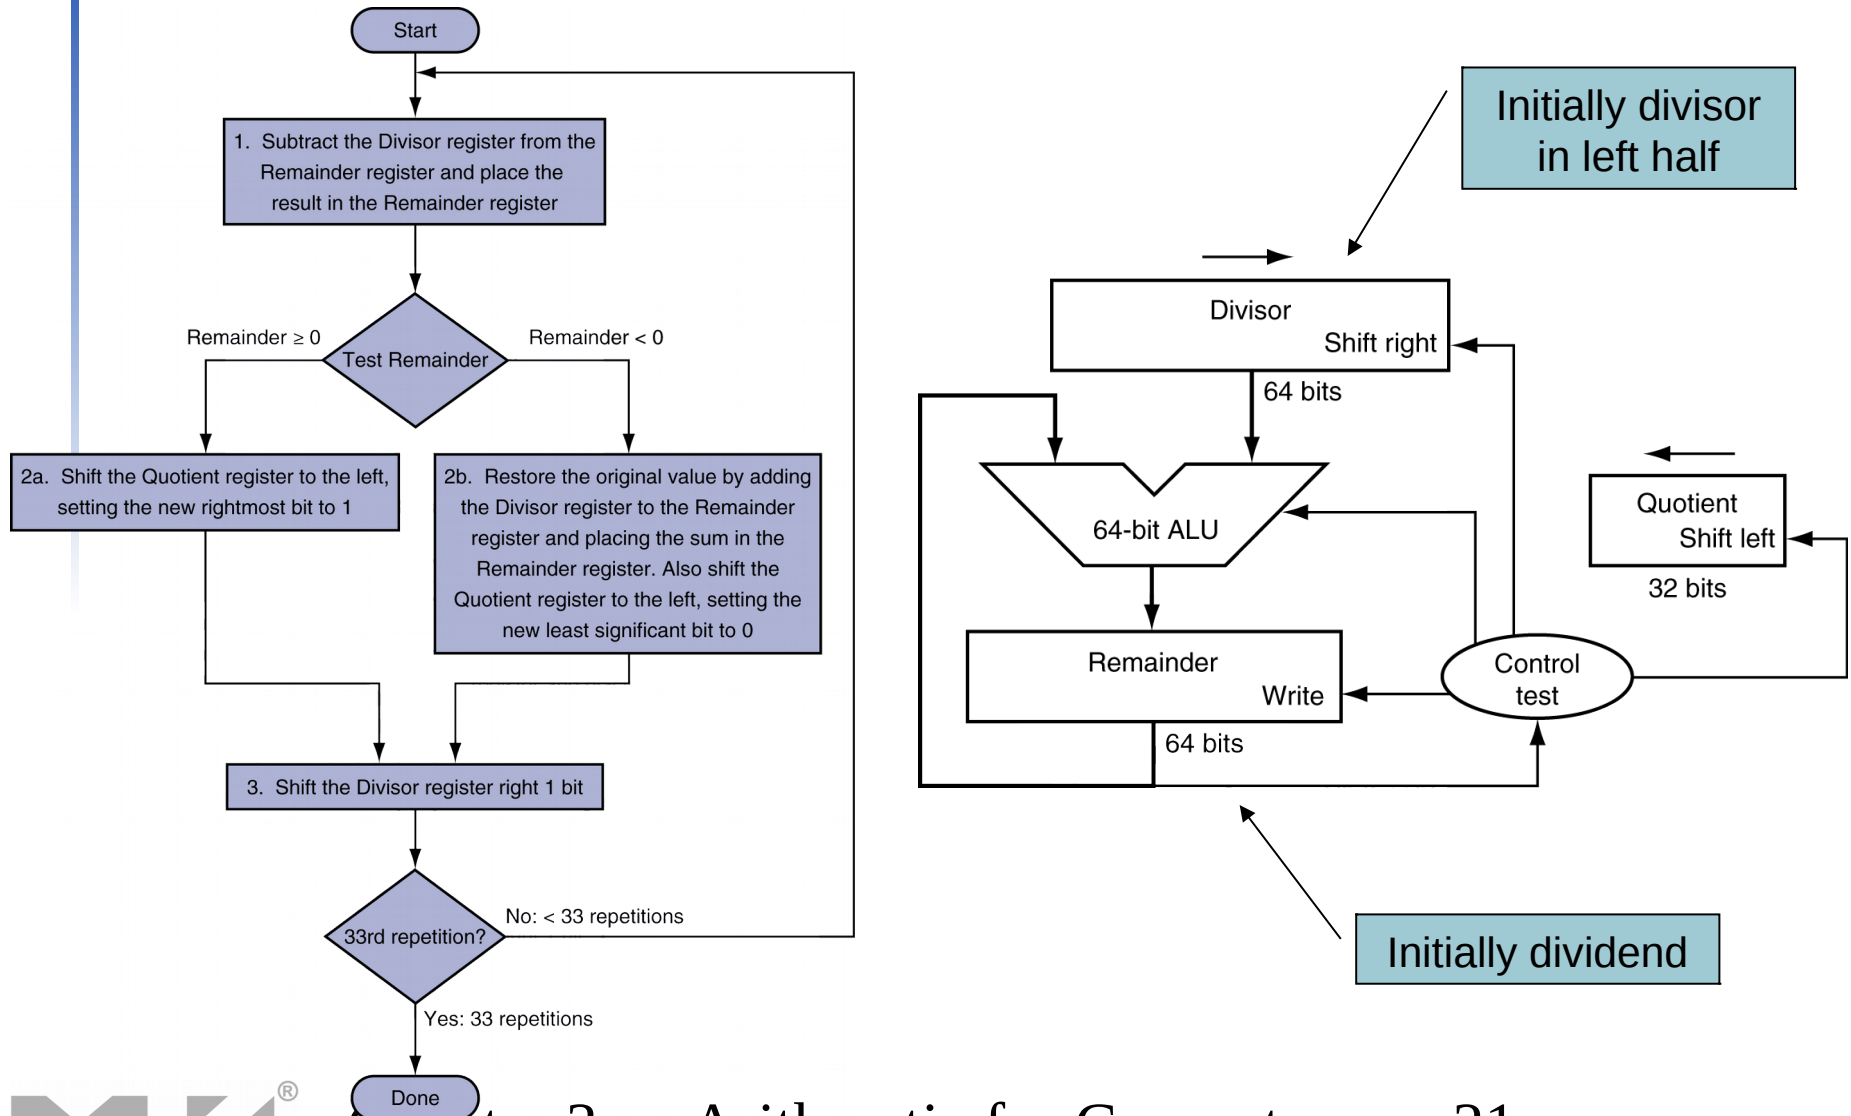 Start
1. Subtract the Divisor register from the
Remainder register and place the
result in the Remainder register
Remainder ≥ 0
Test Remainder
Remainder < 0
2a. Shift the Quotient register to the left,
setting the new rightmost bit to 1
2b. Restore the original value by adding
the Divisor register to the Remainder
register and placing the sum in the
Remainder register. Also shift the
Quotient register to the left, setting the
new least significant bit to 0
3. Shift the Divisor register right 1 bit
33rd repetition?
No: < 33 repetitions
Yes: 33 repetitions
Done
Initially divisor
in left half
Divisor
Shift right
64 bits
64-bit ALU
Quotient
Shift left
32 bits
Remainder
Write
64 bits
Control
test
Initially dividend
®